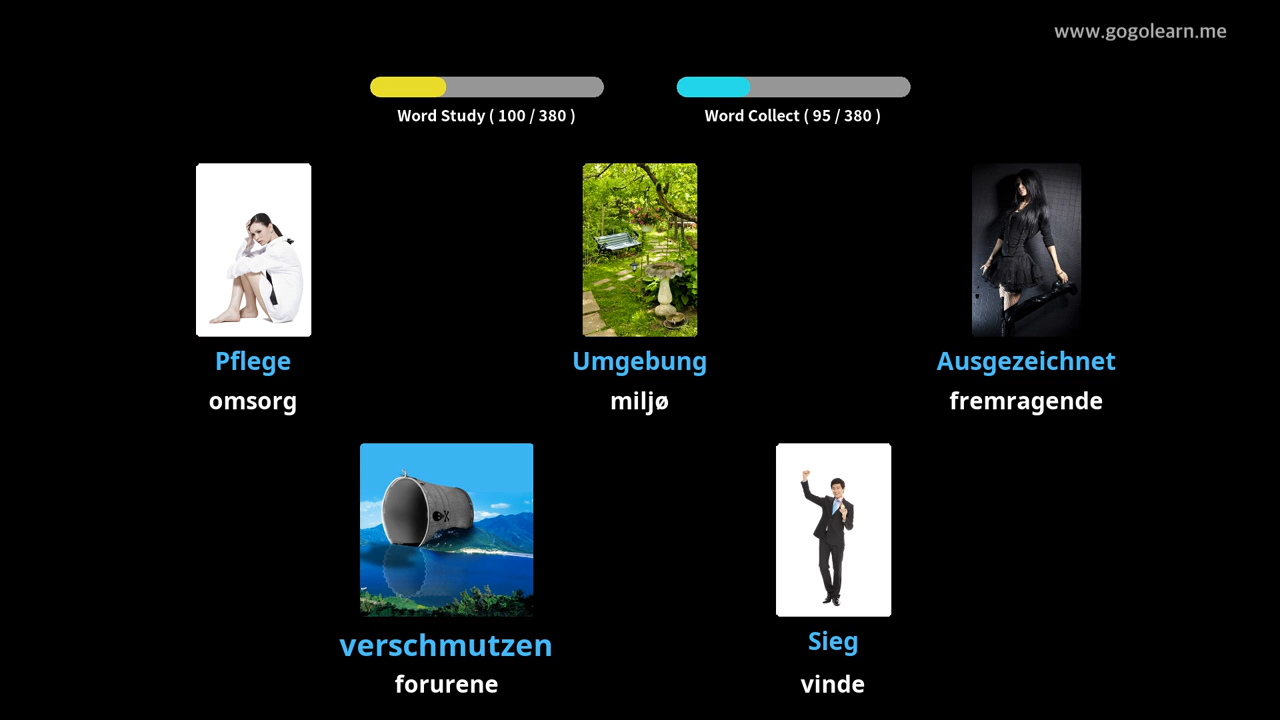 www.gogolearn.me
Word Study ( 100 / 380 )
Word Collect ( 95 / 380 )
Pflege
omsorg
Umgebung
miljø
Ausgezeichnet
fremragende
verschmutzen
forurene
Sieg
vinde